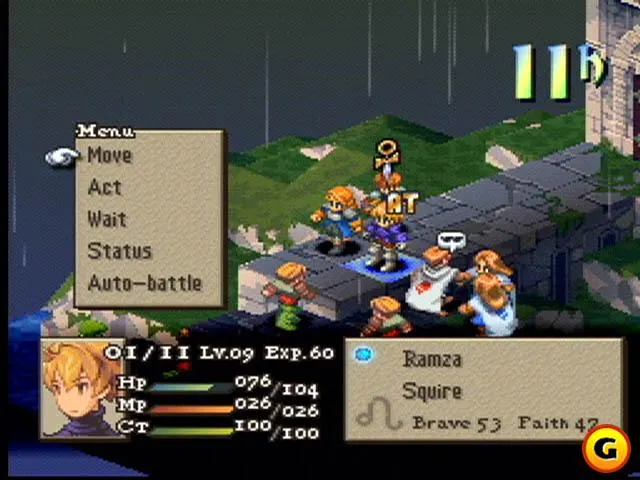 11h
Menu
Move
AT
Act
Wait
Status
Auto-battle
01/11 Lv.09 Exp.60
Hp 076/104
Mp 026/026
CT 100/100
Ramza
Squire
Brave 53 Faith 47
G